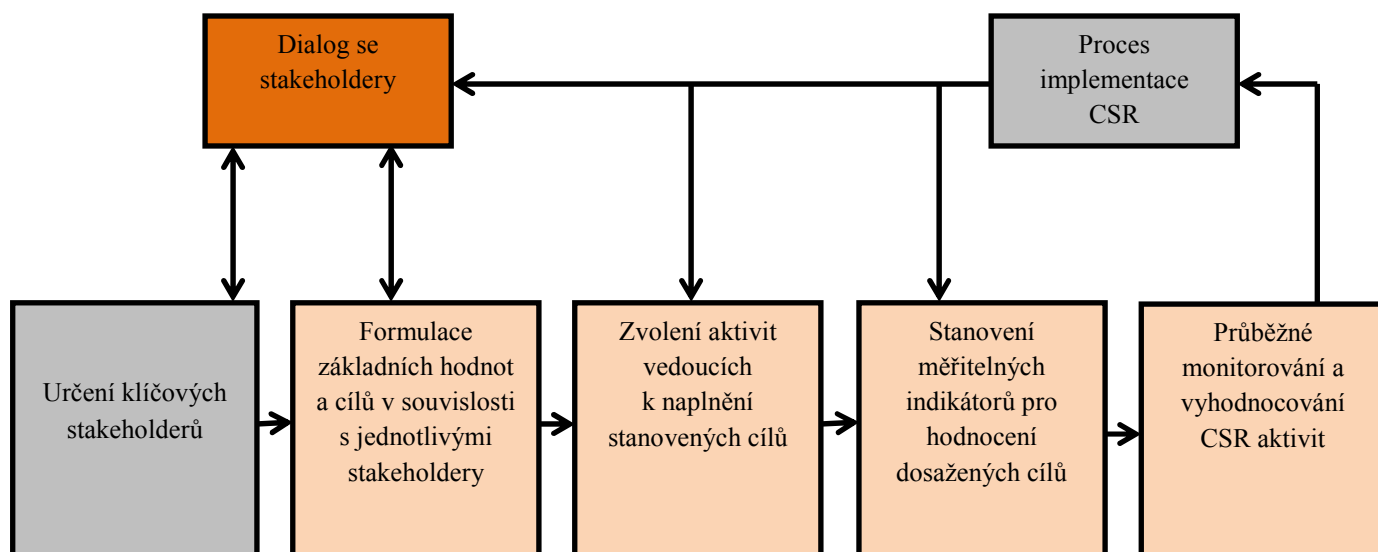 Dialog se
stakeholdery
Proces
implementace
CSR
Určení klíčových
stakeholderů
Formulace
základních hodnot
a cílů v souvislosti
s jednotlivými
stakeholdery
Zvolení aktivit
vedoucích
k naplnění
stanovených cílů
Stanovení
měřitelných
indikátorů pro
hodnocení
dosažených cílů
Průběžné
monitorování a
vyhodnocování
CSR aktivit